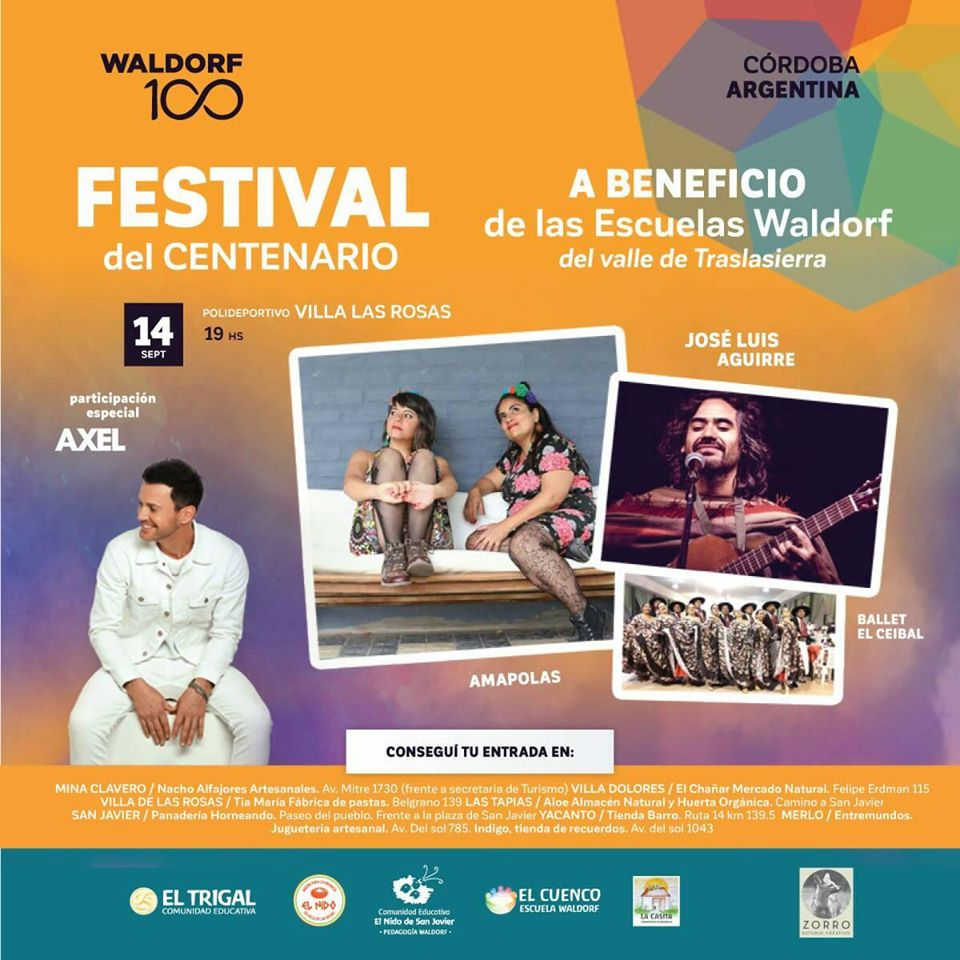 WALDORF
100
CÓRDOBA
ARGENTINA
FESTIVAL
del CENTENARIO
A BENEFICIO
de las Escuelas Waldorf
del valle de Traslasierra
14
SEPT
POLIDEPORTIVO VILLA LAS ROSAS
19 HS
participación
especial
AXEL
JOSÉ LUIS
AGUIRRE
AMAPOLAS
BALLET
EL CEIBAL
CONSEGUÍ TU ENTRADA EN:
MINA CLAVERO / Nacho Alfajores Artesanales. Av. Mitre 1730 (frente a secretaria de Turismo) VILLA DOLORES / El Chañar Mercado Natural. Felipe Erdman 115
VILLA DE LAS ROSAS / Tia María Fábrica de pastas. Belgrano 139 LAS TAPIAS / Aloe Almacén Natural y Huerta Orgánica. Camino a San Javier
SAN JAVIER / Panadería Horneando. Paseo del pueblo. Frente a la plaza de San Javier YACANTO / Tienda Barro. Ruta 14 km 139.5 MERLO / Entremundos.
Juguetería artesanal. Av. Del sol 785. Indigo, tienda de recuerdos. Av. del sol 1043
EL TRIGAL
COMUNIDAD EDUCATIVA
EL NIDO
Comunidad Educativa
El Nido de San Javier
• PEDAGOGÍA WALDORF •
EL CUENCO
ESCUELA WALDORF
LA CASITA
ZORRO
ESTUDIO CREATIVO